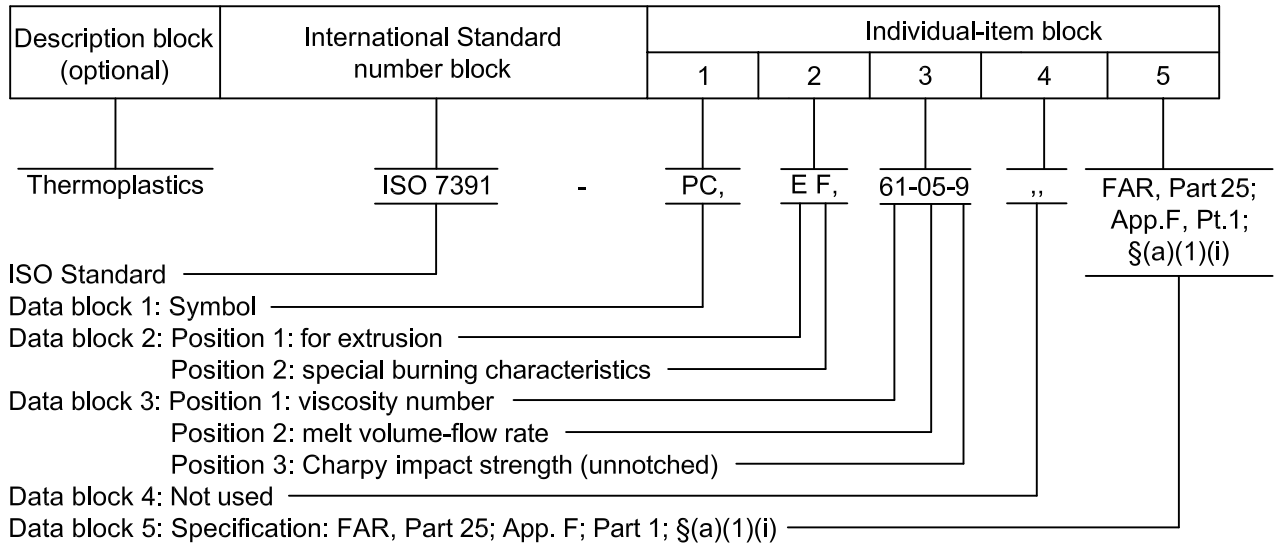 Description block International Standard Individual-item block
(optional) number block
1 2 3 4 5
Thermoplastics ISO 7391 - PC, E F, 61-05-9 ,, FAR, Part 25;
App.F, Pt.1;
§(a)(1)(i)
ISO Standard
Data block 1: Symbol
Data block 2: Position 1: for extrusion
Position 2: special burning characteristics
Data block 3: Position 1: viscosity number
Position 2: melt volume-flow rate
Position 3: Charpy impact strength (unnotched)
Data block 4: Not used
Data block 5: Specification: FAR, Part 25; App. F; Part 1; §(a)(1)(i)